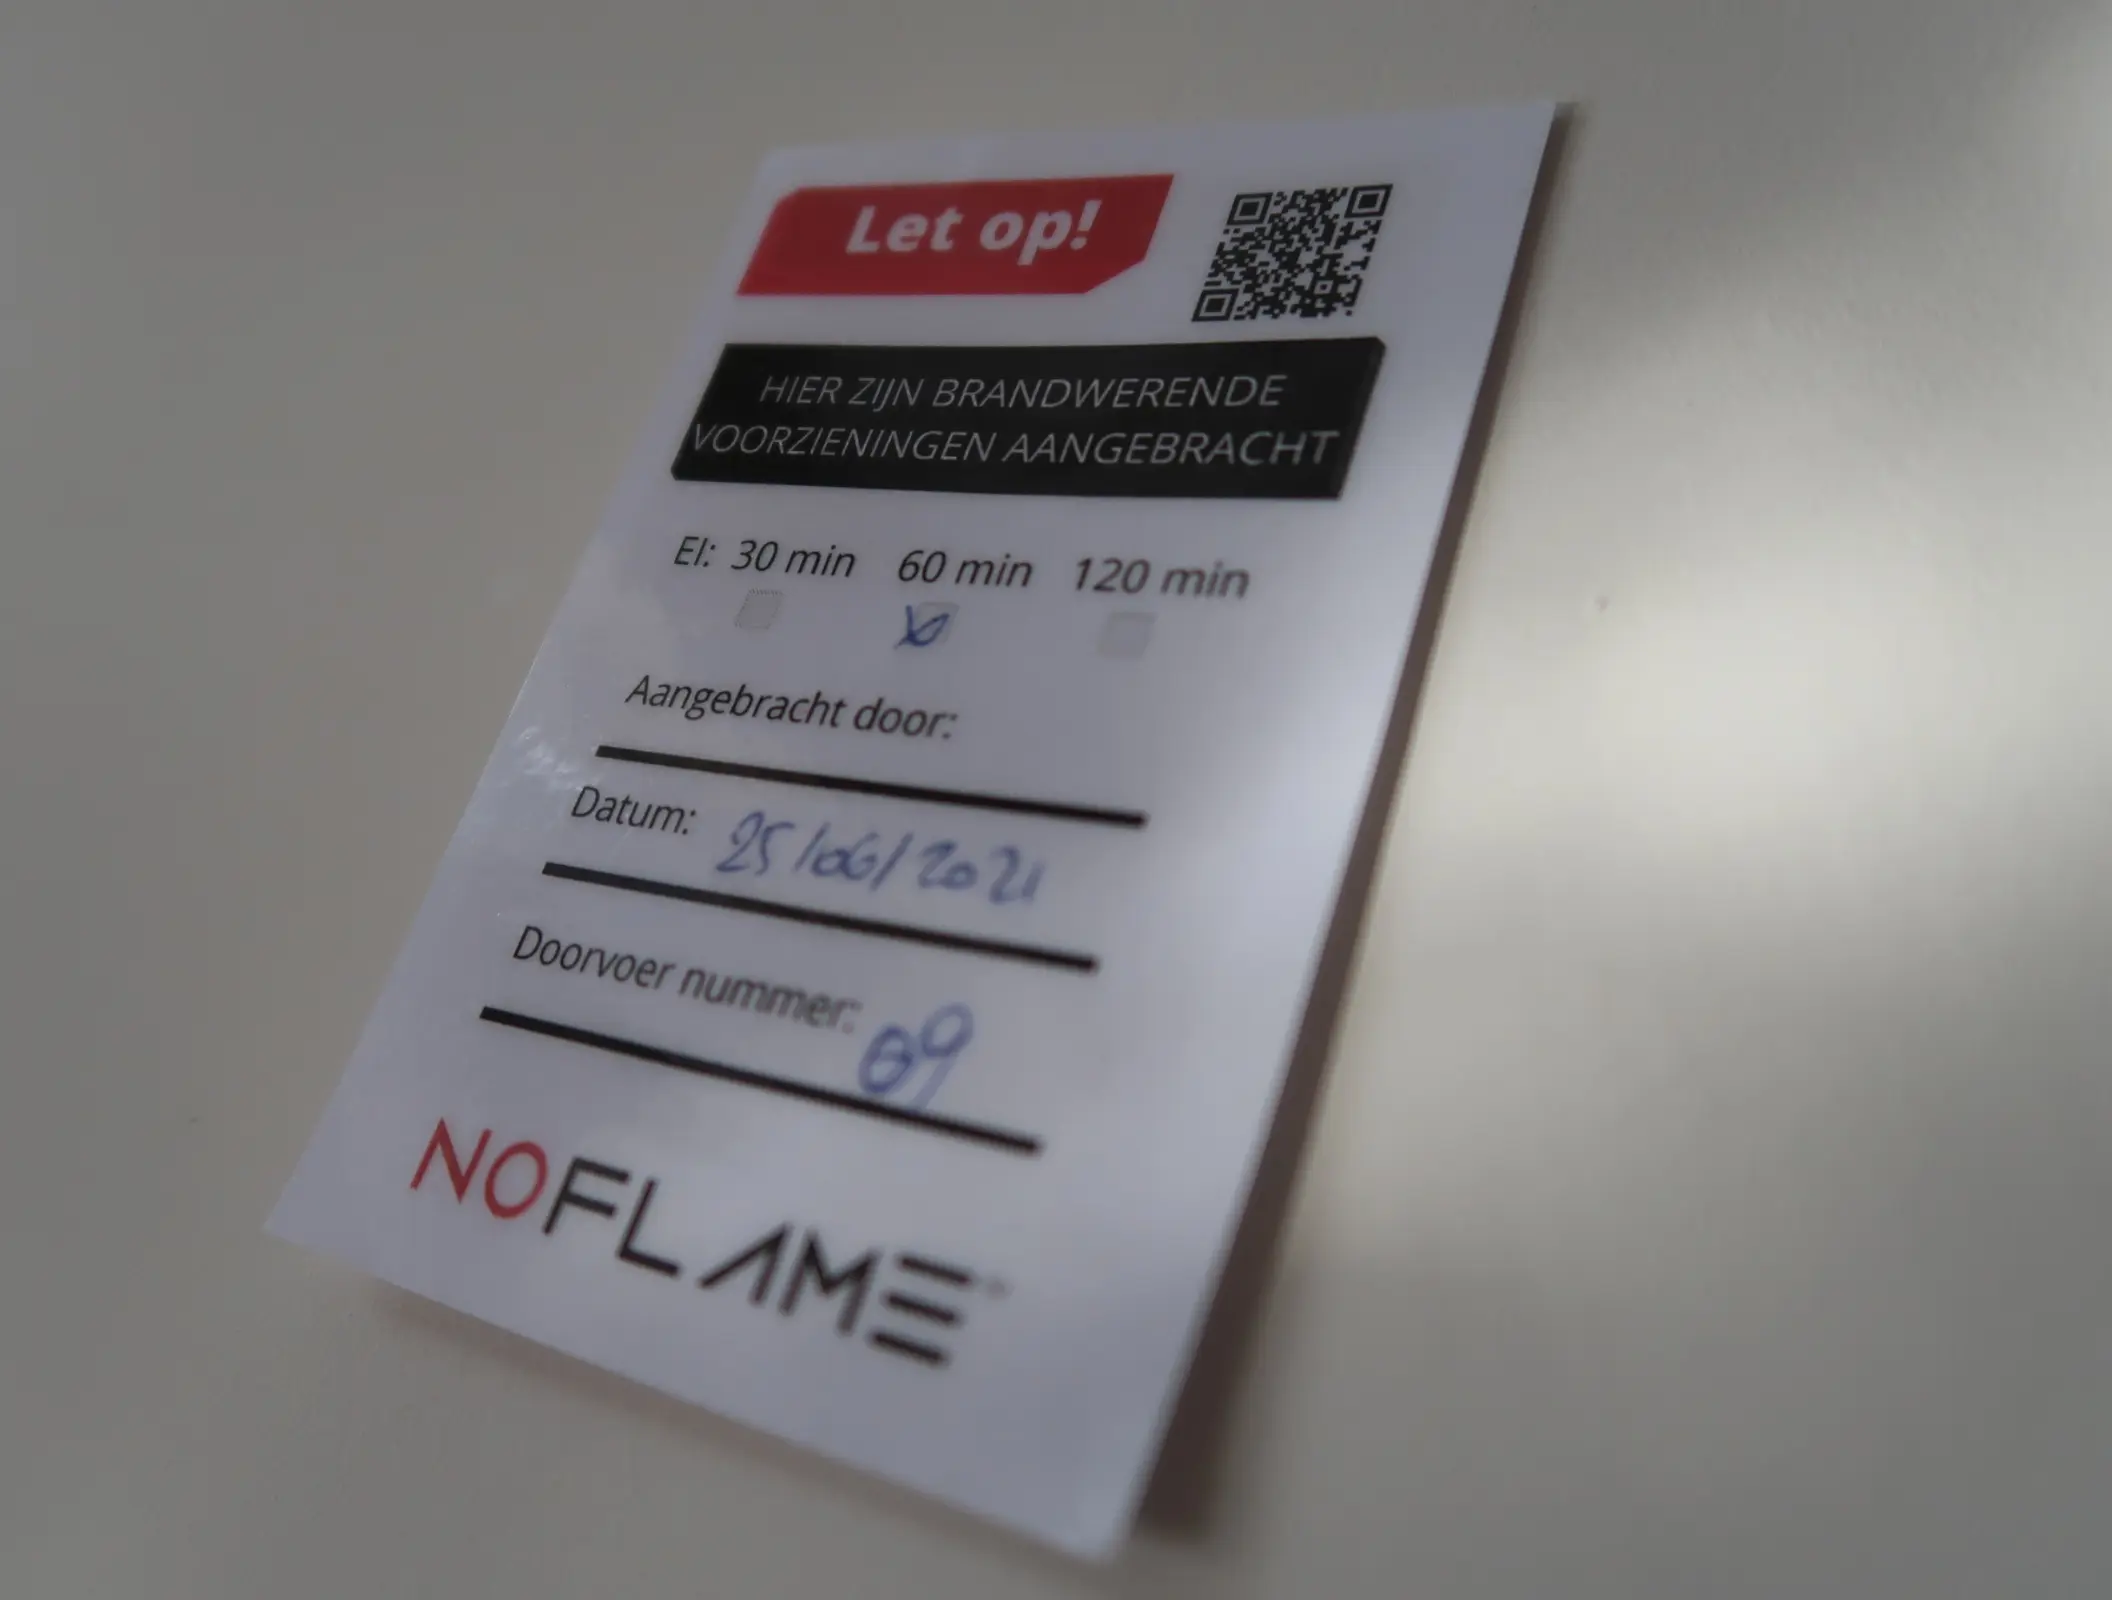 Let op!
HIER ZIJN BRANDWERENDE
VOORZIENINGEN AANGEBRACHT
EI: 30 min 60 min 120 min
Aangebracht door:
Datum: 25/06/2021
Doorvoer nummer: 09
NOFLAME